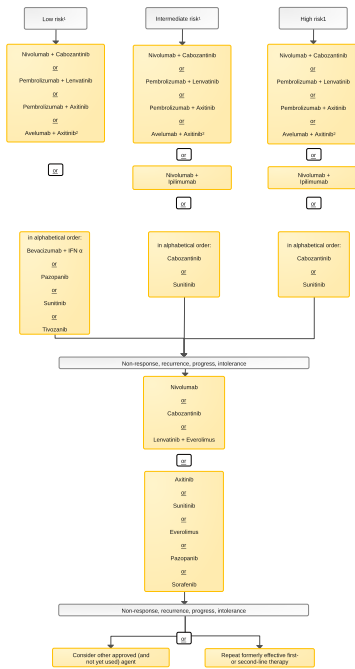 Low risk¹
Intermediate risk¹
High risk1
Nivolumab + Cabozantinib
or
Pembrolizumab + Lenvatinib
or
Pembrolizumab + Axitinib
or
Avelumab + Axitinib²
or
Nivolumab + Cabozantinib
or
Pembrolizumab + Lenvatinib
or
Pembrolizumab + Axitinib
or
Avelumab + Axitinib²
or
Nivolumab +
Ipilimumab
or
Nivolumab + Cabozantinib
or
Pembrolizumab + Lenvatinib
or
Pembrolizumab + Axitinib
or
Avelumab + Axitinib²
or
Nivolumab +
Ipilimumab
or
in alphabetical order:
Bevacizumab + IFN α
or
Pazopanib
or
Sunitinib
or
Tivozanib
in alphabetical order:
Cabozantinib
or
Sunitinib
in alphabetical order:
Cabozantinib
or
Sunitinib
Non-response, recurrence, progress, intolerance
Nivolumab
or
Cabozantinib
or
Lenvatinib + Everolimus
or
Axitinib
or
Sunitinib
or
Everolimus
or
Pazopanib
or
Sorafenib
Non-response, recurrence, progress, intolerance
or
Consider other approved (and
not yet used) agent
Repeat formerly effective first-
or second-line therapy